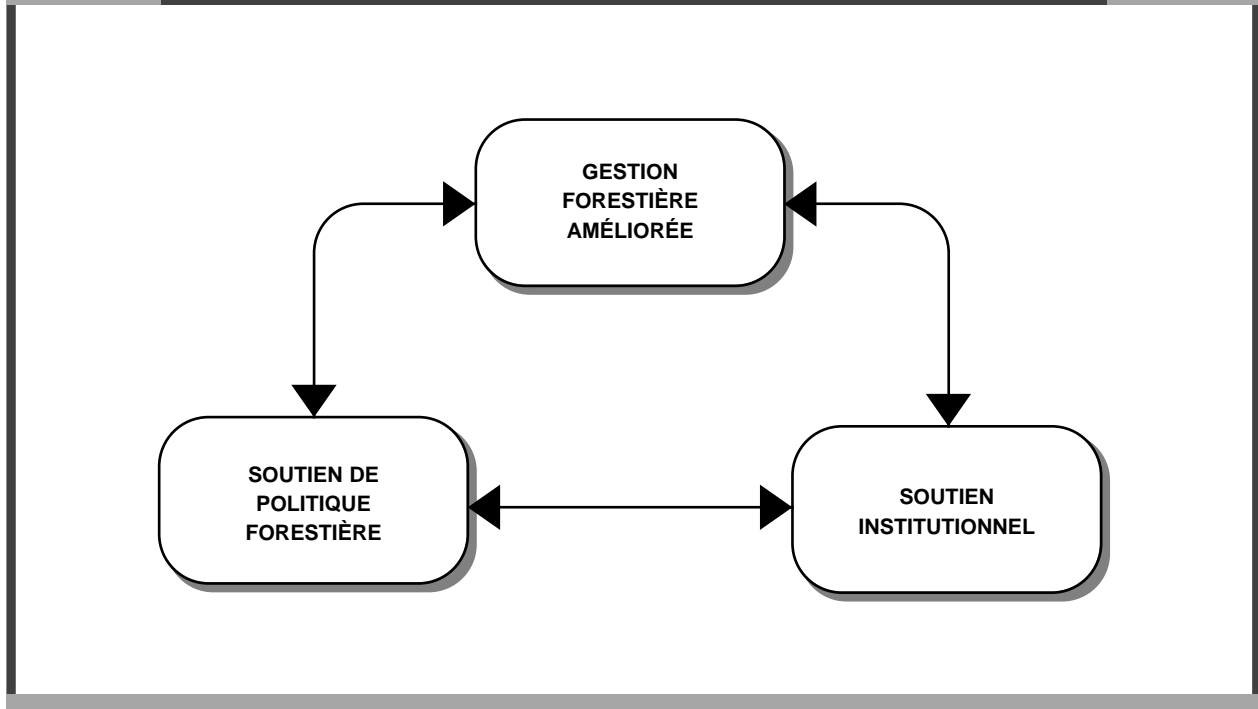 GESTION
FORESTIÈRE
AMÉLIORÉE
SOUTIEN DE
POLITIQUE
FORESTIÈRE
SOUTIEN
INSTITUTIONNEL